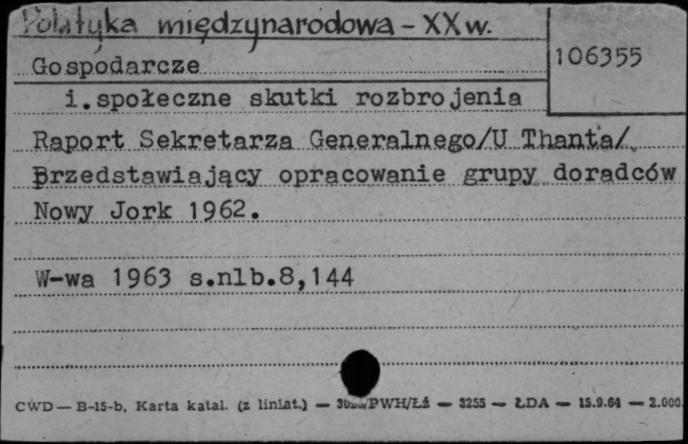 Polityka międzynarodowa - XX w.
106355
Gospodarcze
i.społeczne skutki rozbrojenia
Raport Sekretarza Generalnego/U Thanta/
przedstawiający opracowanie grupy doradców
Nowy Jork 1962.
W-wa 1963 s.nlb.8,144
CWD — B-15-b, Karta katal. (z liniat.) — PWH/Łź — 3255 — ŁDA — 15.9.64 — 2.000